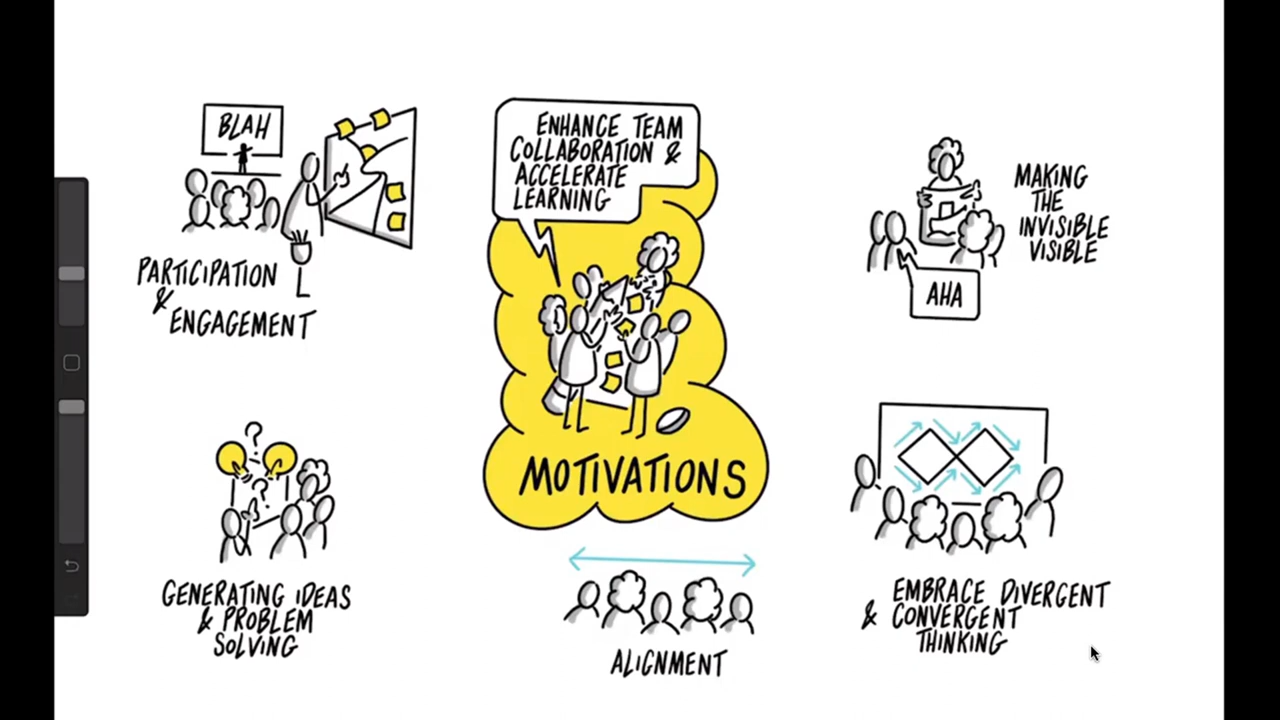 BLAH
PARTICIPATION
&
ENGAGEMENT
ENHANCE TEAM
COLLABORATION &
ACCELERATE
LEARNING
MOTIVATIONS
MAKING
THE
INVISIBLE
VISIBLE
AHA
?
?
GENERATING IDEAS
& PROBLEM
SOLVING
ALIGNMENT
EMBRACE DIVERGENT
& CONVERGENT
THINKING